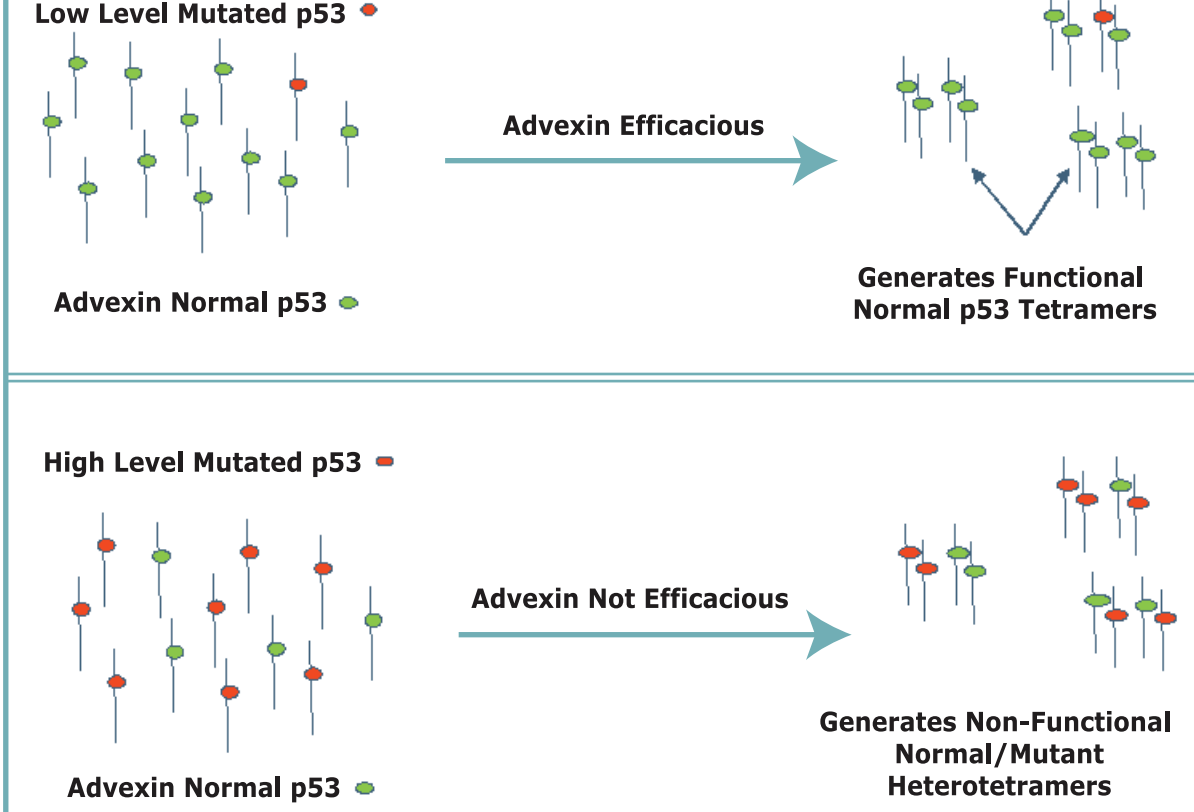 Low Level Mutated p53
Advexin Efficacious
Advexin Normal p53
Generates Functional
Normal p53 Tetramers
High Level Mutated p53
Advexin Not Efficacious
Advexin Normal p53
Generates Non-Functional
Normal/Mutant
Heterotetramers